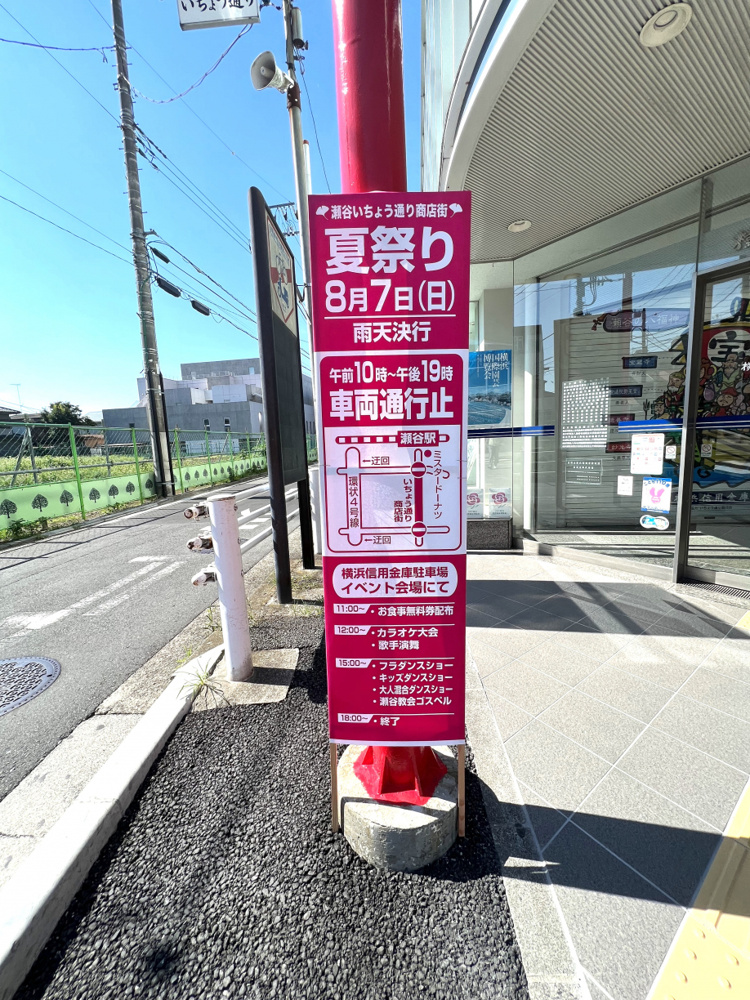 いちょう通り
瀬谷いちょう通り商店街
夏祭り
8月7日(日)
雨天決行
午前10時〜午後19時
車両通行止
瀬谷駅
←迂回
ミスタードーナツ
環状4号線
いちょう通り
商店街
←迂回
横浜信用金庫駐車場
イベント会場にて
11:00〜・お食事無料券配布
12:00〜・カラオケ大会
・歌手演舞
15:00〜・フラダンスショー
・キッズダンスショー
・大人混合ダンスショー
・瀬谷教会ゴスペル
18:00〜・終了